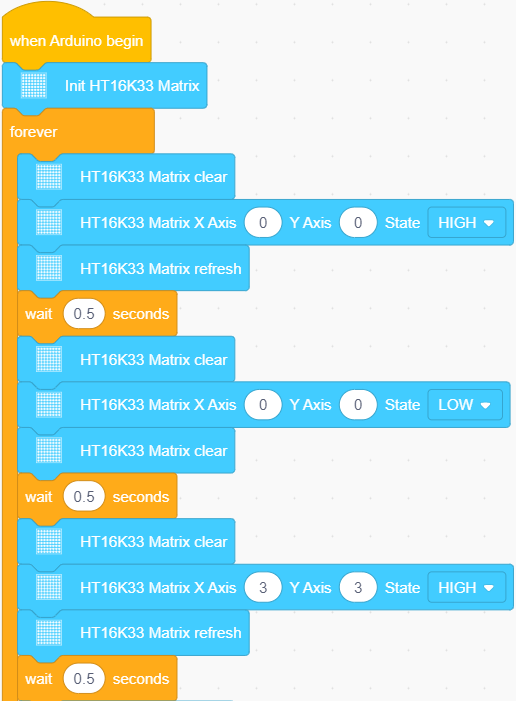 when Arduino begin
Init HT16K33 Matrix
forever
HT16K33 Matrix clear
HT16K33 Matrix X Axis 0 Y Axis 0 State HIGH
HT16K33 Matrix refresh
wait 0.5 seconds
HT16K33 Matrix clear
HT16K33 Matrix X Axis 0 Y Axis 0 State LOW
HT16K33 Matrix clear
wait 0.5 seconds
HT16K33 Matrix clear
HT16K33 Matrix X Axis 3 Y Axis 3 State HIGH
HT16K33 Matrix refresh
wait 0.5 seconds